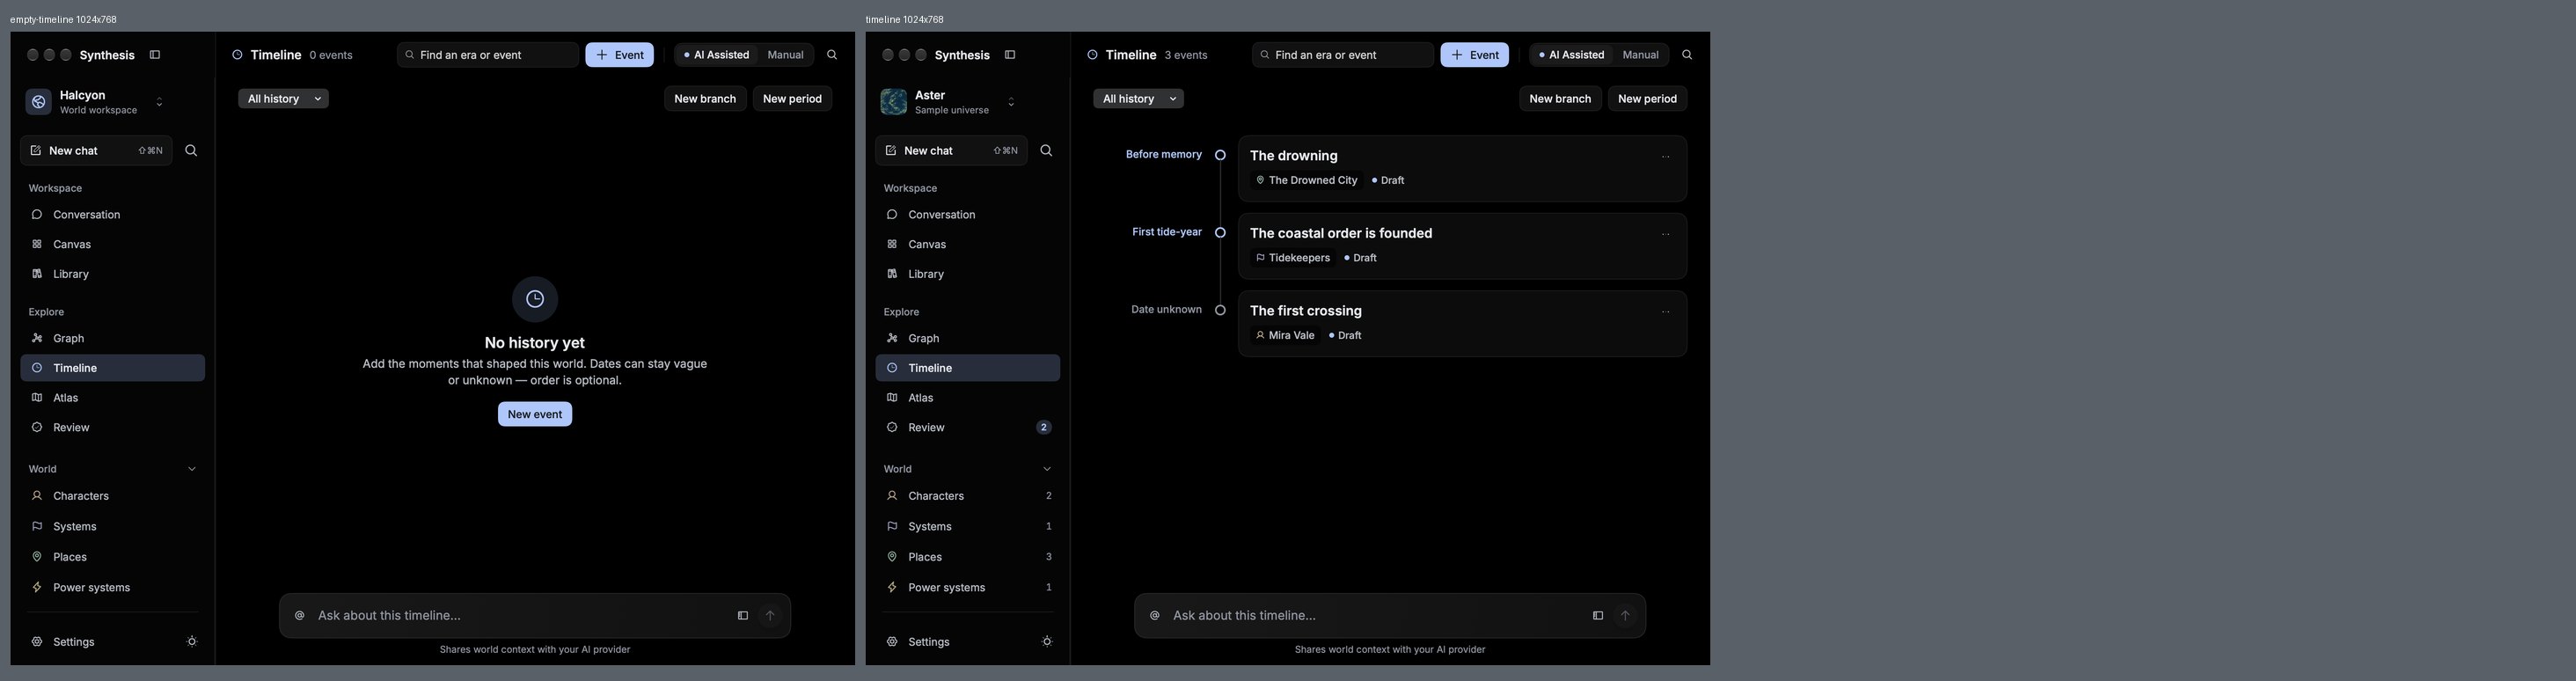 empty-timeline 1024x768
Synthesis
Timeline 0 events
Find an era or event
Event
AI Assisted
Manual
Halcyon
World workspace
All history
New branch
New period
New chat ⇧⌘N
Workspace
Conversation
Canvas
Library
Explore
Graph
Timeline
Atlas
Review
World
Characters
Systems
Places
Power systems
Settings
No history yet
Add the moments that shaped this world. Dates can stay vague
or unknown — order is optional.
New event
@ Ask about this timeline...
Shares world context with your AI provider
timeline 1024x768
Synthesis
Timeline 3 events
Find an era or event
Event
AI Assisted
Manual
Aster
Sample universe
All history
New branch
New period
New chat ⇧⌘N
Workspace
Conversation
Canvas
Library
Explore
Graph
Timeline
Atlas
Review 2
World
Characters 2
Systems 1
Places 3
Power systems 1
Settings
Before memory
The drowning
The Drowned City
Draft
First tide-year
The coastal order is founded
Tidekeepers
Draft
Date unknown
The first crossing
Mira Vale
Draft
@ Ask about this timeline...
Shares world context with your AI provider